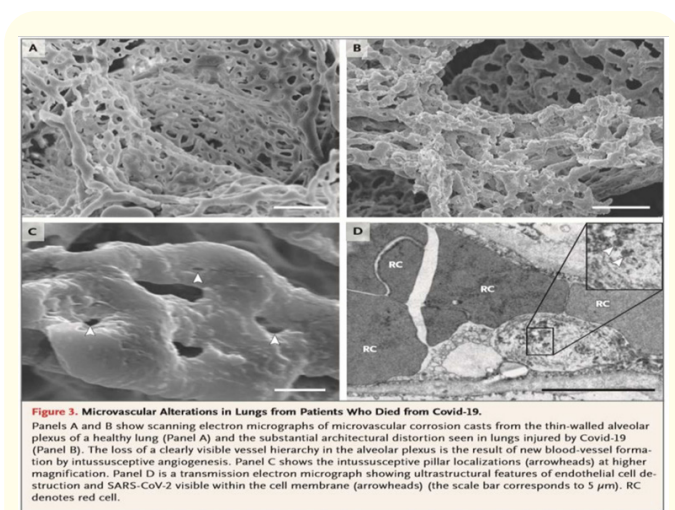 A
B
C
D
RC
RC
RC
RC
Figure 3. Microvascular Alterations in Lungs from Patients Who Died from Covid-19.
Panels A and B show scanning electron micrographs of microvascular corrosion casts from the thin-walled alveolar
plexus of a healthy lung (Panel A) and the substantial architectural distortion seen in lungs injured by Covid-19
(Panel B). The loss of a clearly visible vessel hierarchy in the alveolar plexus is the result of new blood-vessel forma-
tion by intussusceptive angiogenesis. Panel C shows the intussusceptive pillar localizations (arrowheads) at higher
magnification. Panel D is a transmission electron micrograph showing ultrastructural features of endothelial cell de-
struction and SARS-CoV-2 visible within the cell membrane (arrowheads) (the scale bar corresponds to 5 μm). RC
denotes red cell.